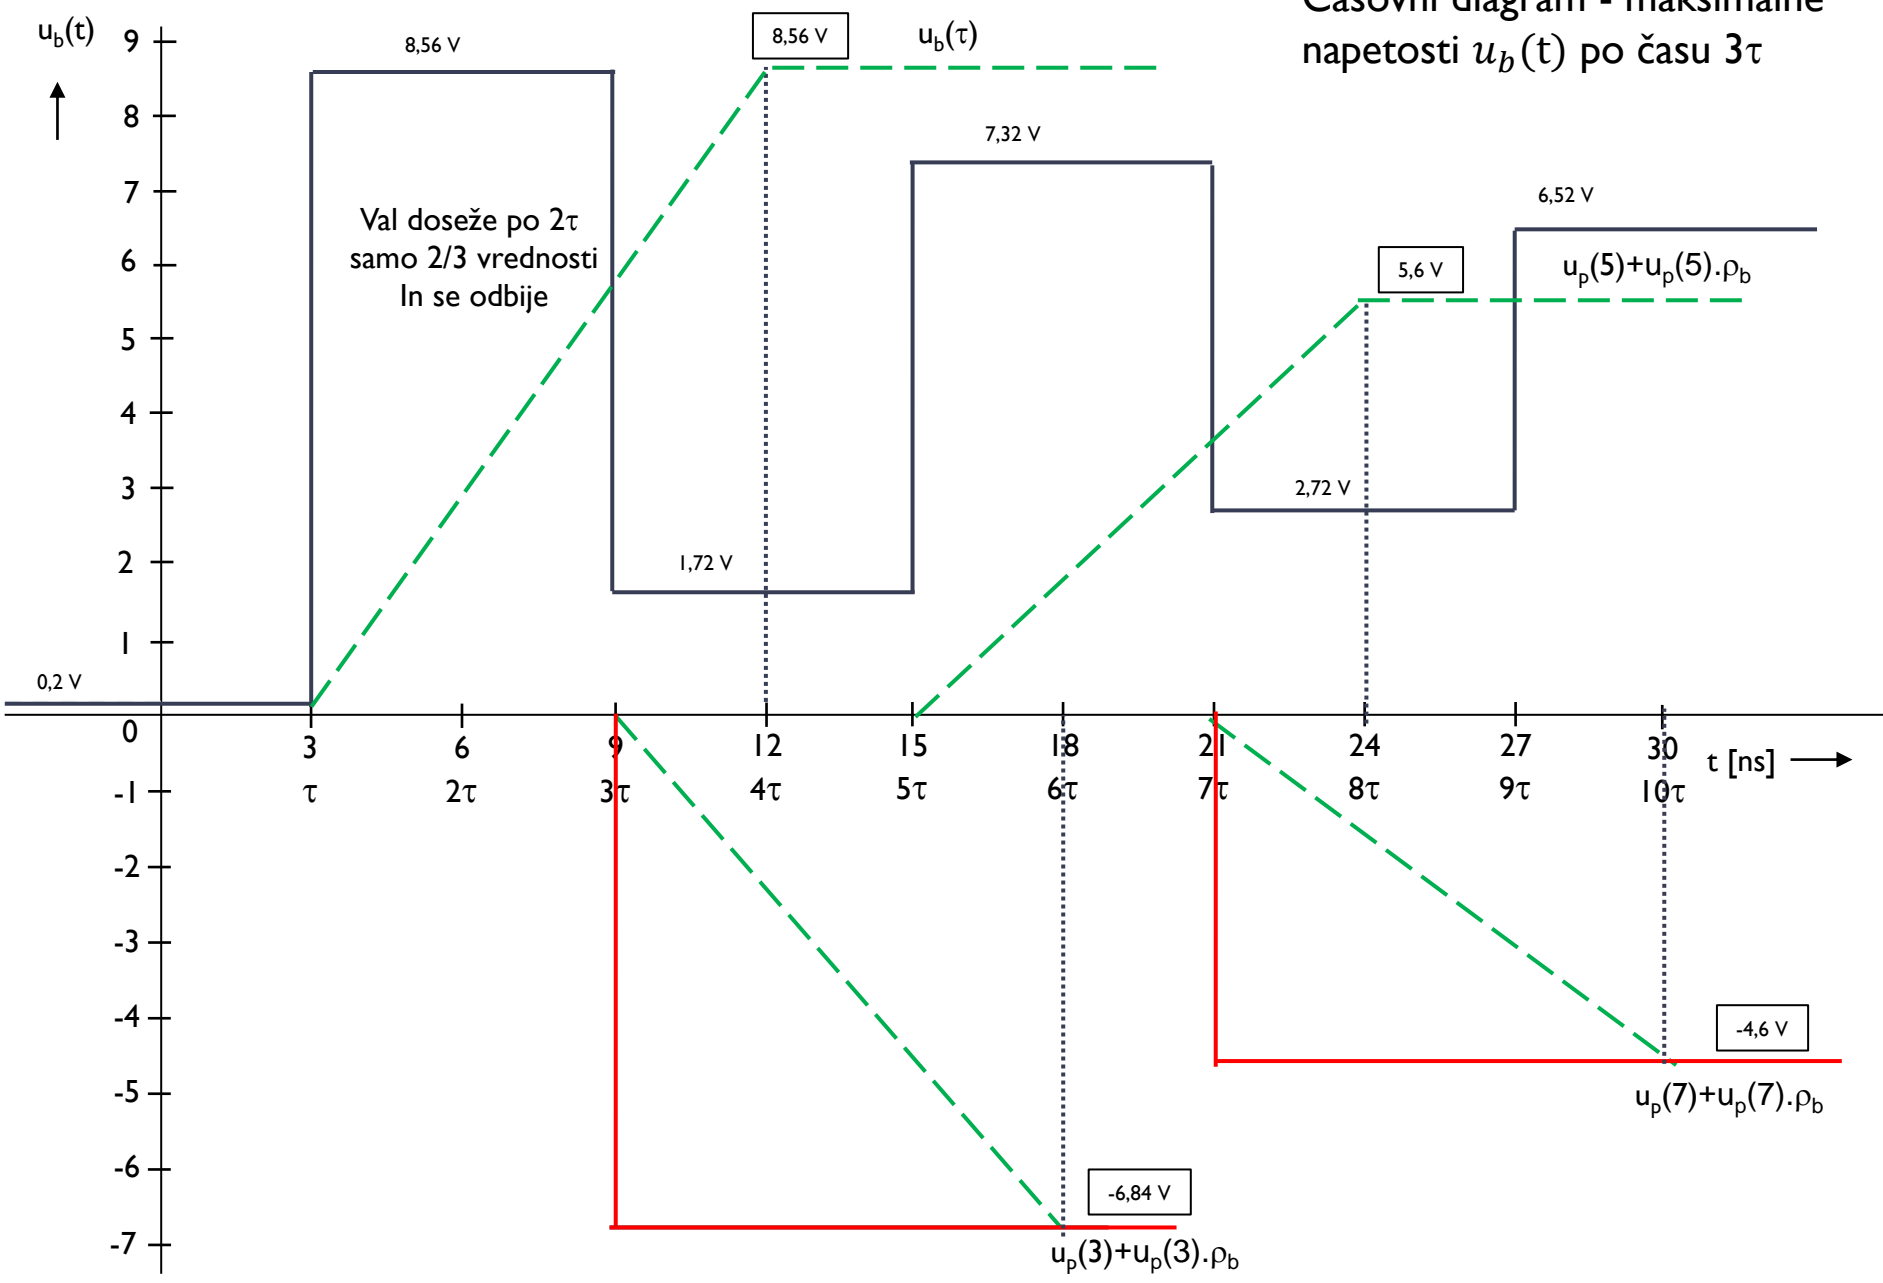 Časovni diagram - maksimalne
napetosti u_b(t) po času 3τ
u_b(t)
9
8
7
6
5
4
3
2
1
0
-1
-2
-3
-4
-5
-6
-7
8,56 V
8,56 V
u_b(τ)
7,32 V
6,52 V
Val doseže po 2τ
samo 2/3 vrednosti
In se odbije
5,6 V
u_p(5)+u_p(5).ρ_b
2,72 V
1,72 V
0,2 V
3 6 9 12 15 18 21 24 27 30
t [ns]
τ 2τ 3τ 4τ 5τ 6τ 7τ 8τ 9τ 10τ
-4,6 V
u_p(7)+u_p(7).ρ_b
-6,84 V
u_p(3)+u_p(3).ρ_b